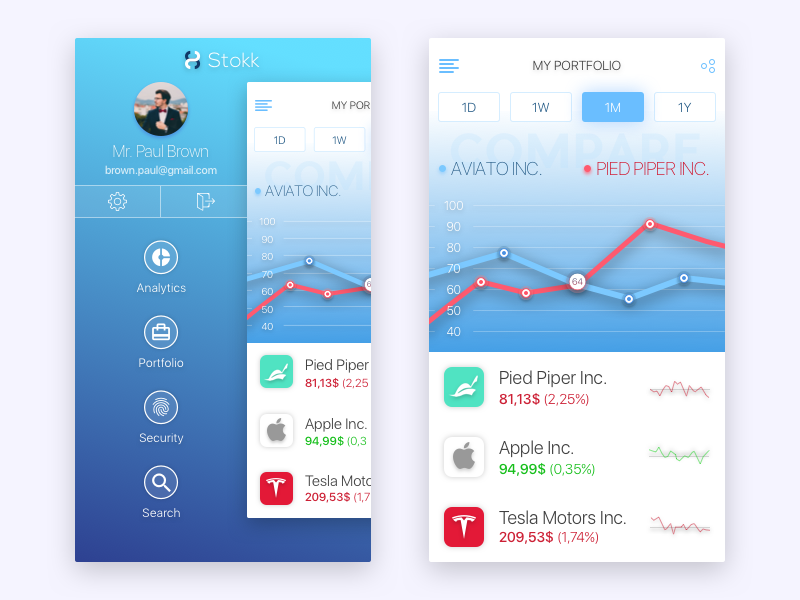 Stokk
Mr. Paul Brown
brown.paul@gmail.com
Analytics
Portfolio
Security
Search
MY POR
1D 1W
COM
AVIATO INC.
100
90
80
70
60
50
40
6
Pied Piper
81,13$ (2,25
Apple Inc.
94,99$ (0,3
Tesla Moto
209,53$ (1,7
MY PORTFOLIO
1D 1W 1M 1Y
COMPARE
AVIATO INC. PIED PIPER INC.
100
90
80
70
60
50
40
64
Pied Piper Inc.
81,13$ (2,25%)
Apple Inc.
94,99$ (0,35%)
Tesla Motors Inc.
209,53$ (1,74%)